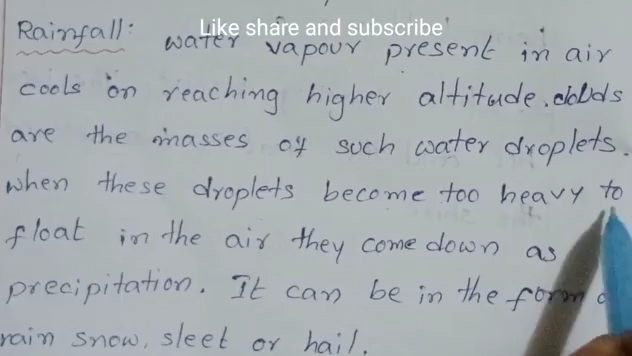 Like share and subscribe
Rainfall: water vapour present in air
cools on reaching higher altitude. clouds
are the masses of such water droplets.
when these droplets become too heavy to
float in the air they come down as
precipitation. It can be in the form
rain snow, sleet or hail.